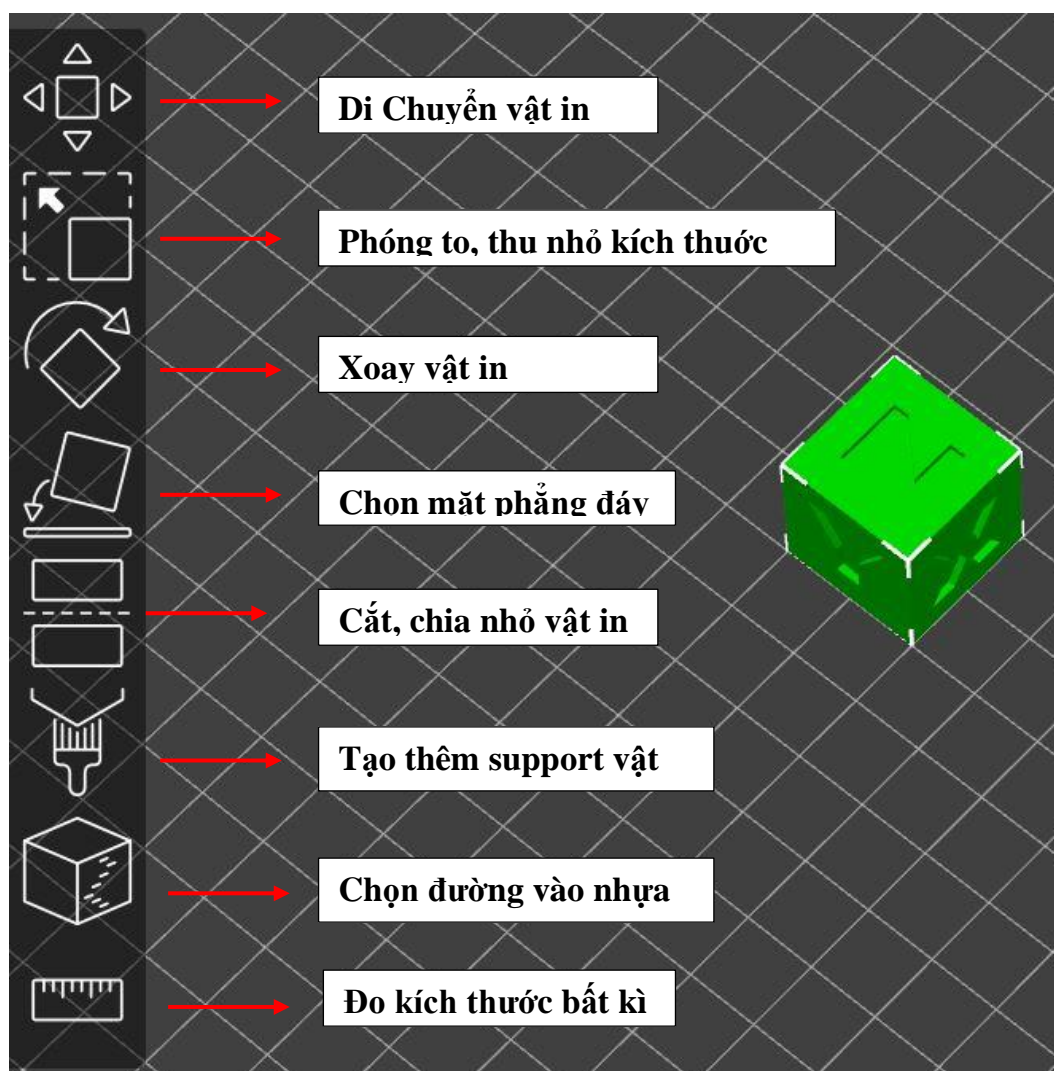 Di Chuyển vật in
Phóng to, thu nhỏ kích thước
Xoay vật in
Chọn mặt phẳng đáy
Cắt, chia nhỏ vật in
Tạo thêm support vật
Chọn đường vào nhựa
Đo kích thước bất kì